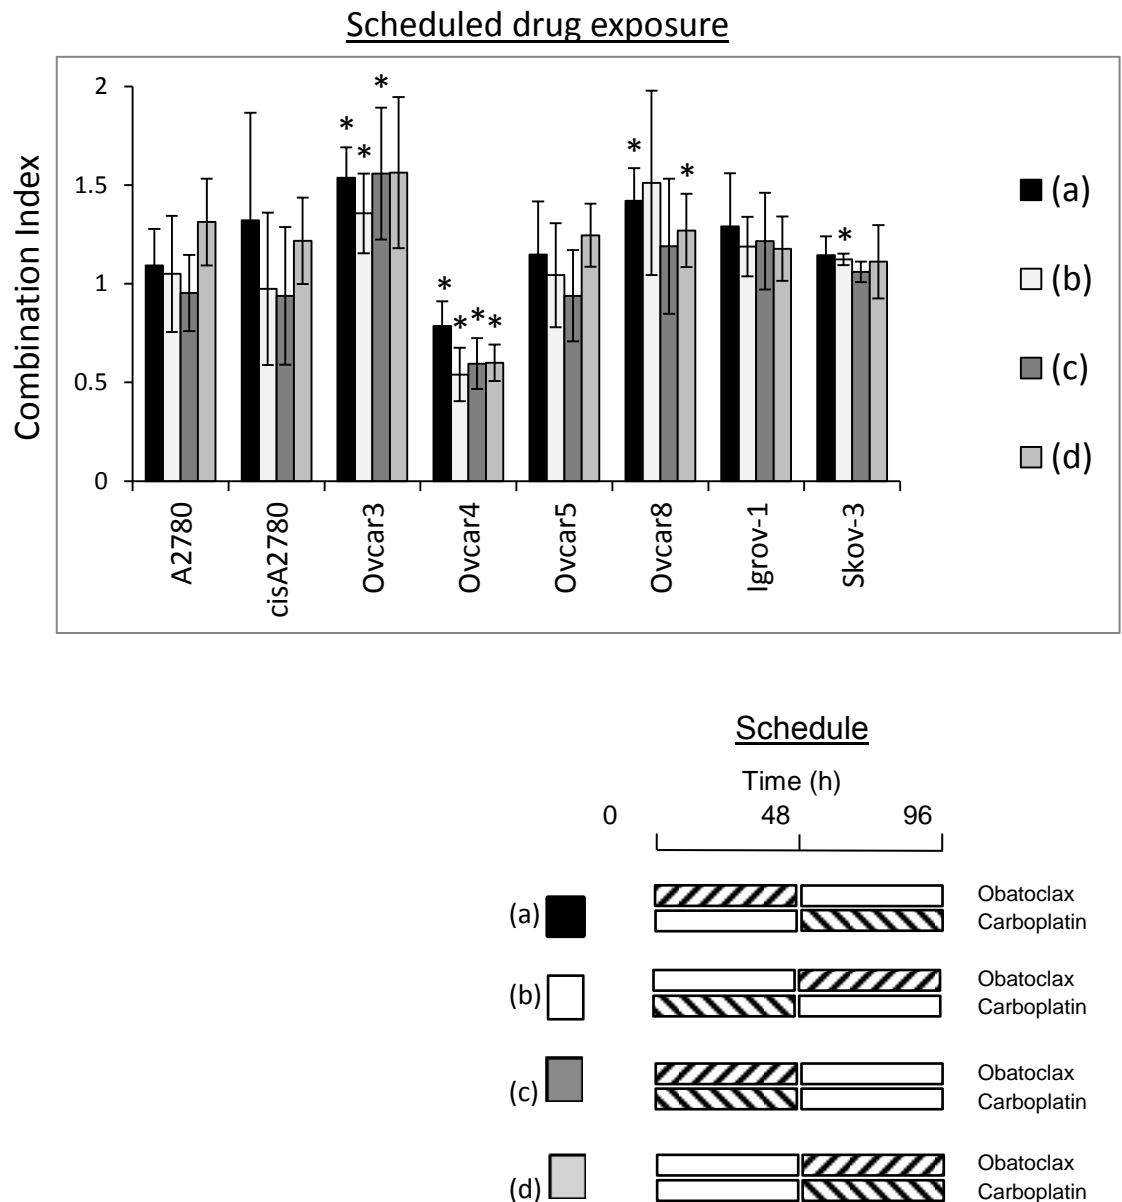 Scheduled drug exposure
Combination Index
2
1.5
1
0.5
0
* * * * * * * * * *
A2780
cisA2780
Ovcar3
Ovcar4
Ovcar5
Ovcar8
Igrov-1
Skov-3
(a)
(b)
(c)
(d)
Schedule
Time (h)
0 48 96
(a) Obatoclax
Carboplatin
(b) Obatoclax
Carboplatin
(c) Obatoclax
Carboplatin
(d) Obatoclax
Carboplatin